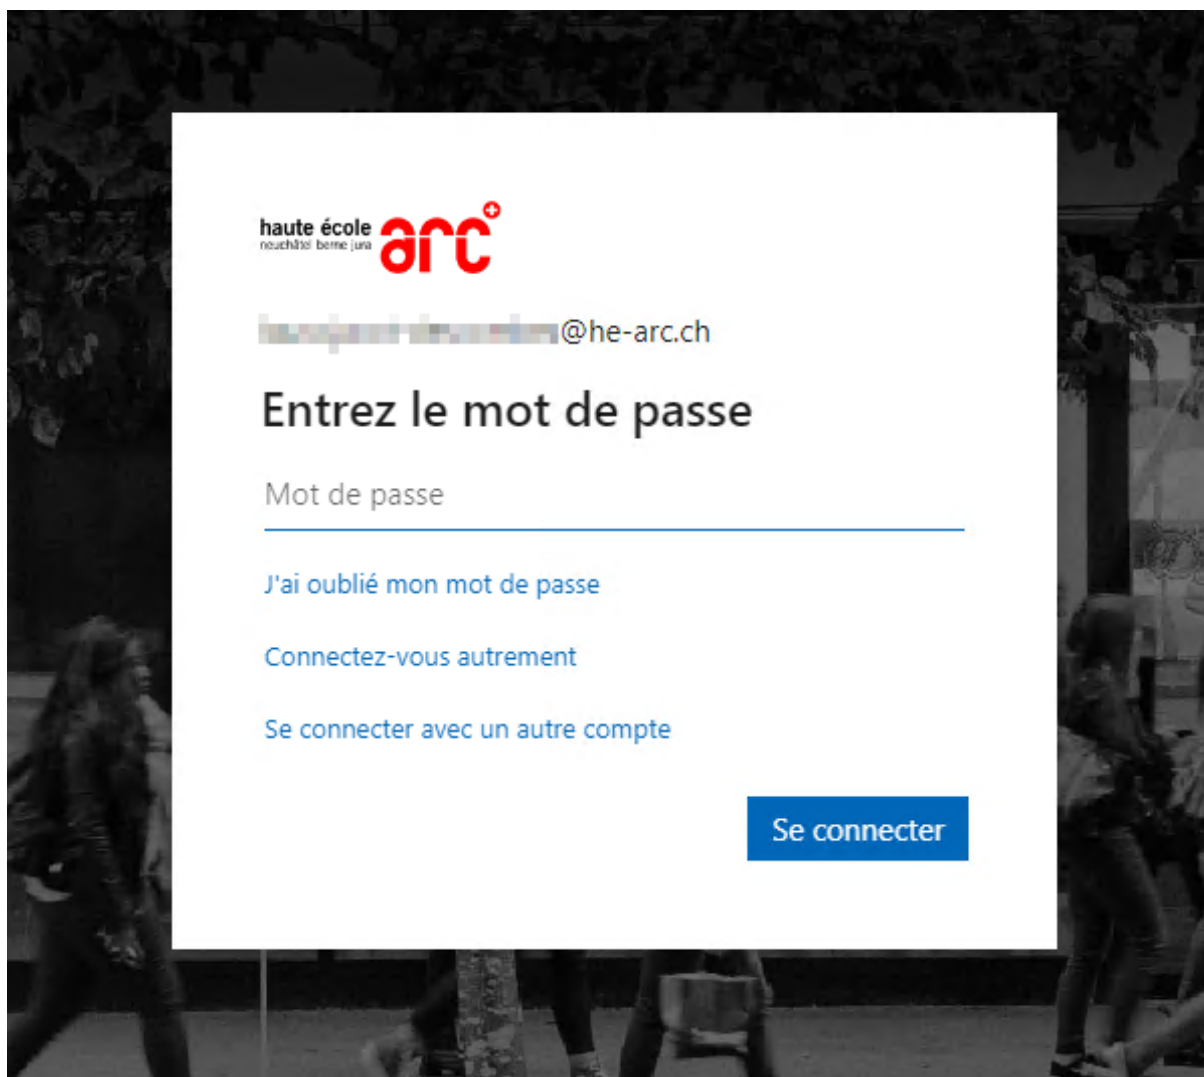 haute école
neuchâtel berne jura
arc
@he-arc.ch
Entrez le mot de passe
Mot de passe
J'ai oublié mon mot de passe
Connectez-vous autrement
Se connecter avec un autre compte
Se connecter